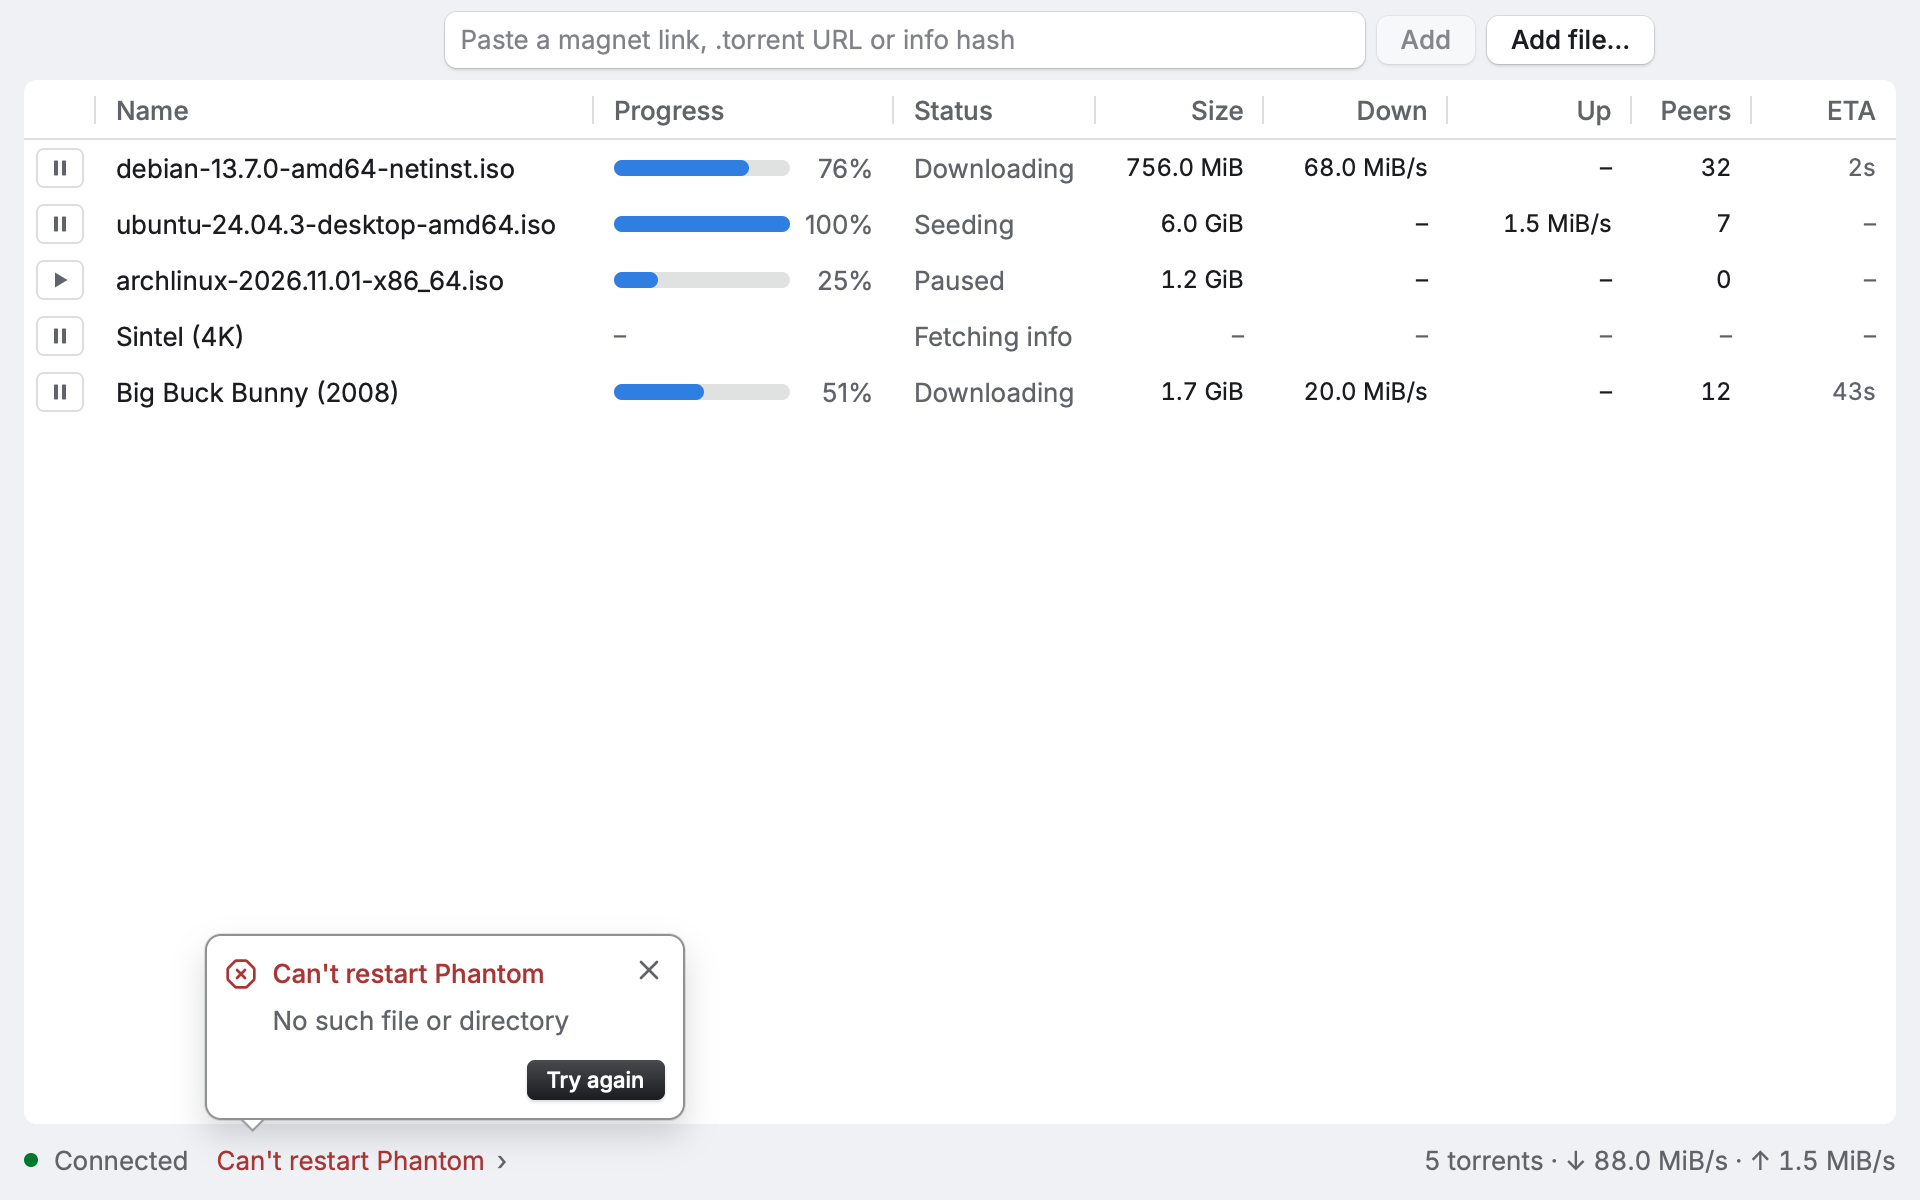 Paste a magnet link, .torrent URL or info hash Add Add file...
Name Progress Status Size Down Up Peers ETA
debian-13.7.0-amd64-netinst.iso 76% Downloading 756.0 MiB 68.0 MiB/s – 32 2s
ubuntu-24.04.3-desktop-amd64.iso 100% Seeding 6.0 GiB – 1.5 MiB/s 7 –
archlinux-2026.11.01-x86_64.iso 25% Paused 1.2 GiB – – 0 –
Sintel (4K) – Fetching info – – – – –
Big Buck Bunny (2008) 51% Downloading 1.7 GiB 20.0 MiB/s – 12 43s
Can't restart Phantom
No such file or directory
Try again
Connected Can't restart Phantom › 5 torrents · ↓ 88.0 MiB/s · ↑ 1.5 MiB/s